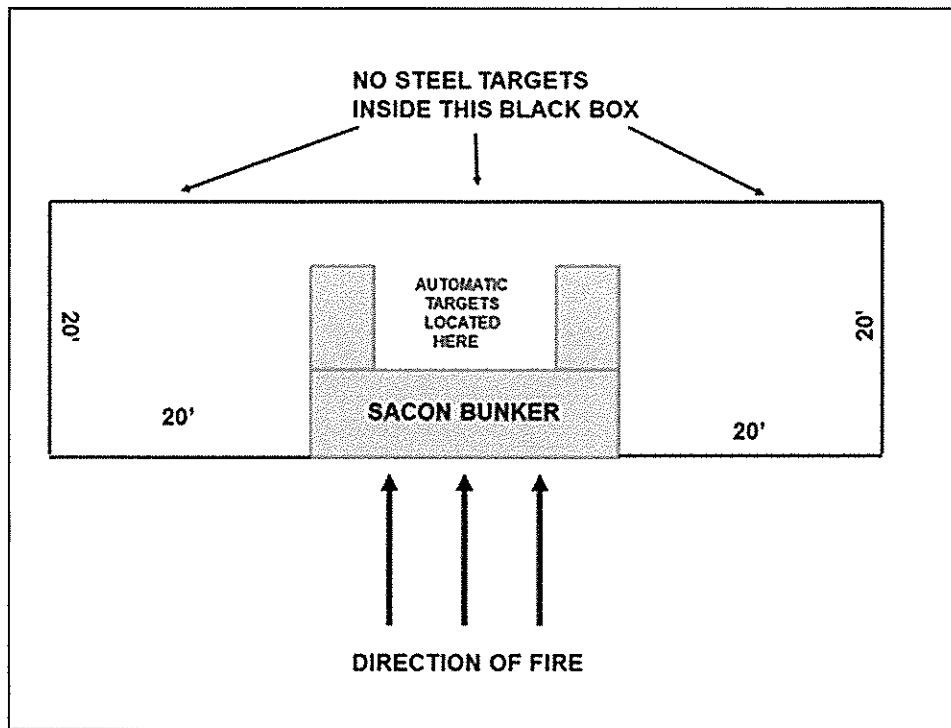 NO STEEL TARGETS
INSIDE THIS BLACK BOX
AUTOMATIC
TARGETS
LOCATED
HERE
20'
20'
SACON BUNKER
20'
20'
DIRECTION OF FIRE